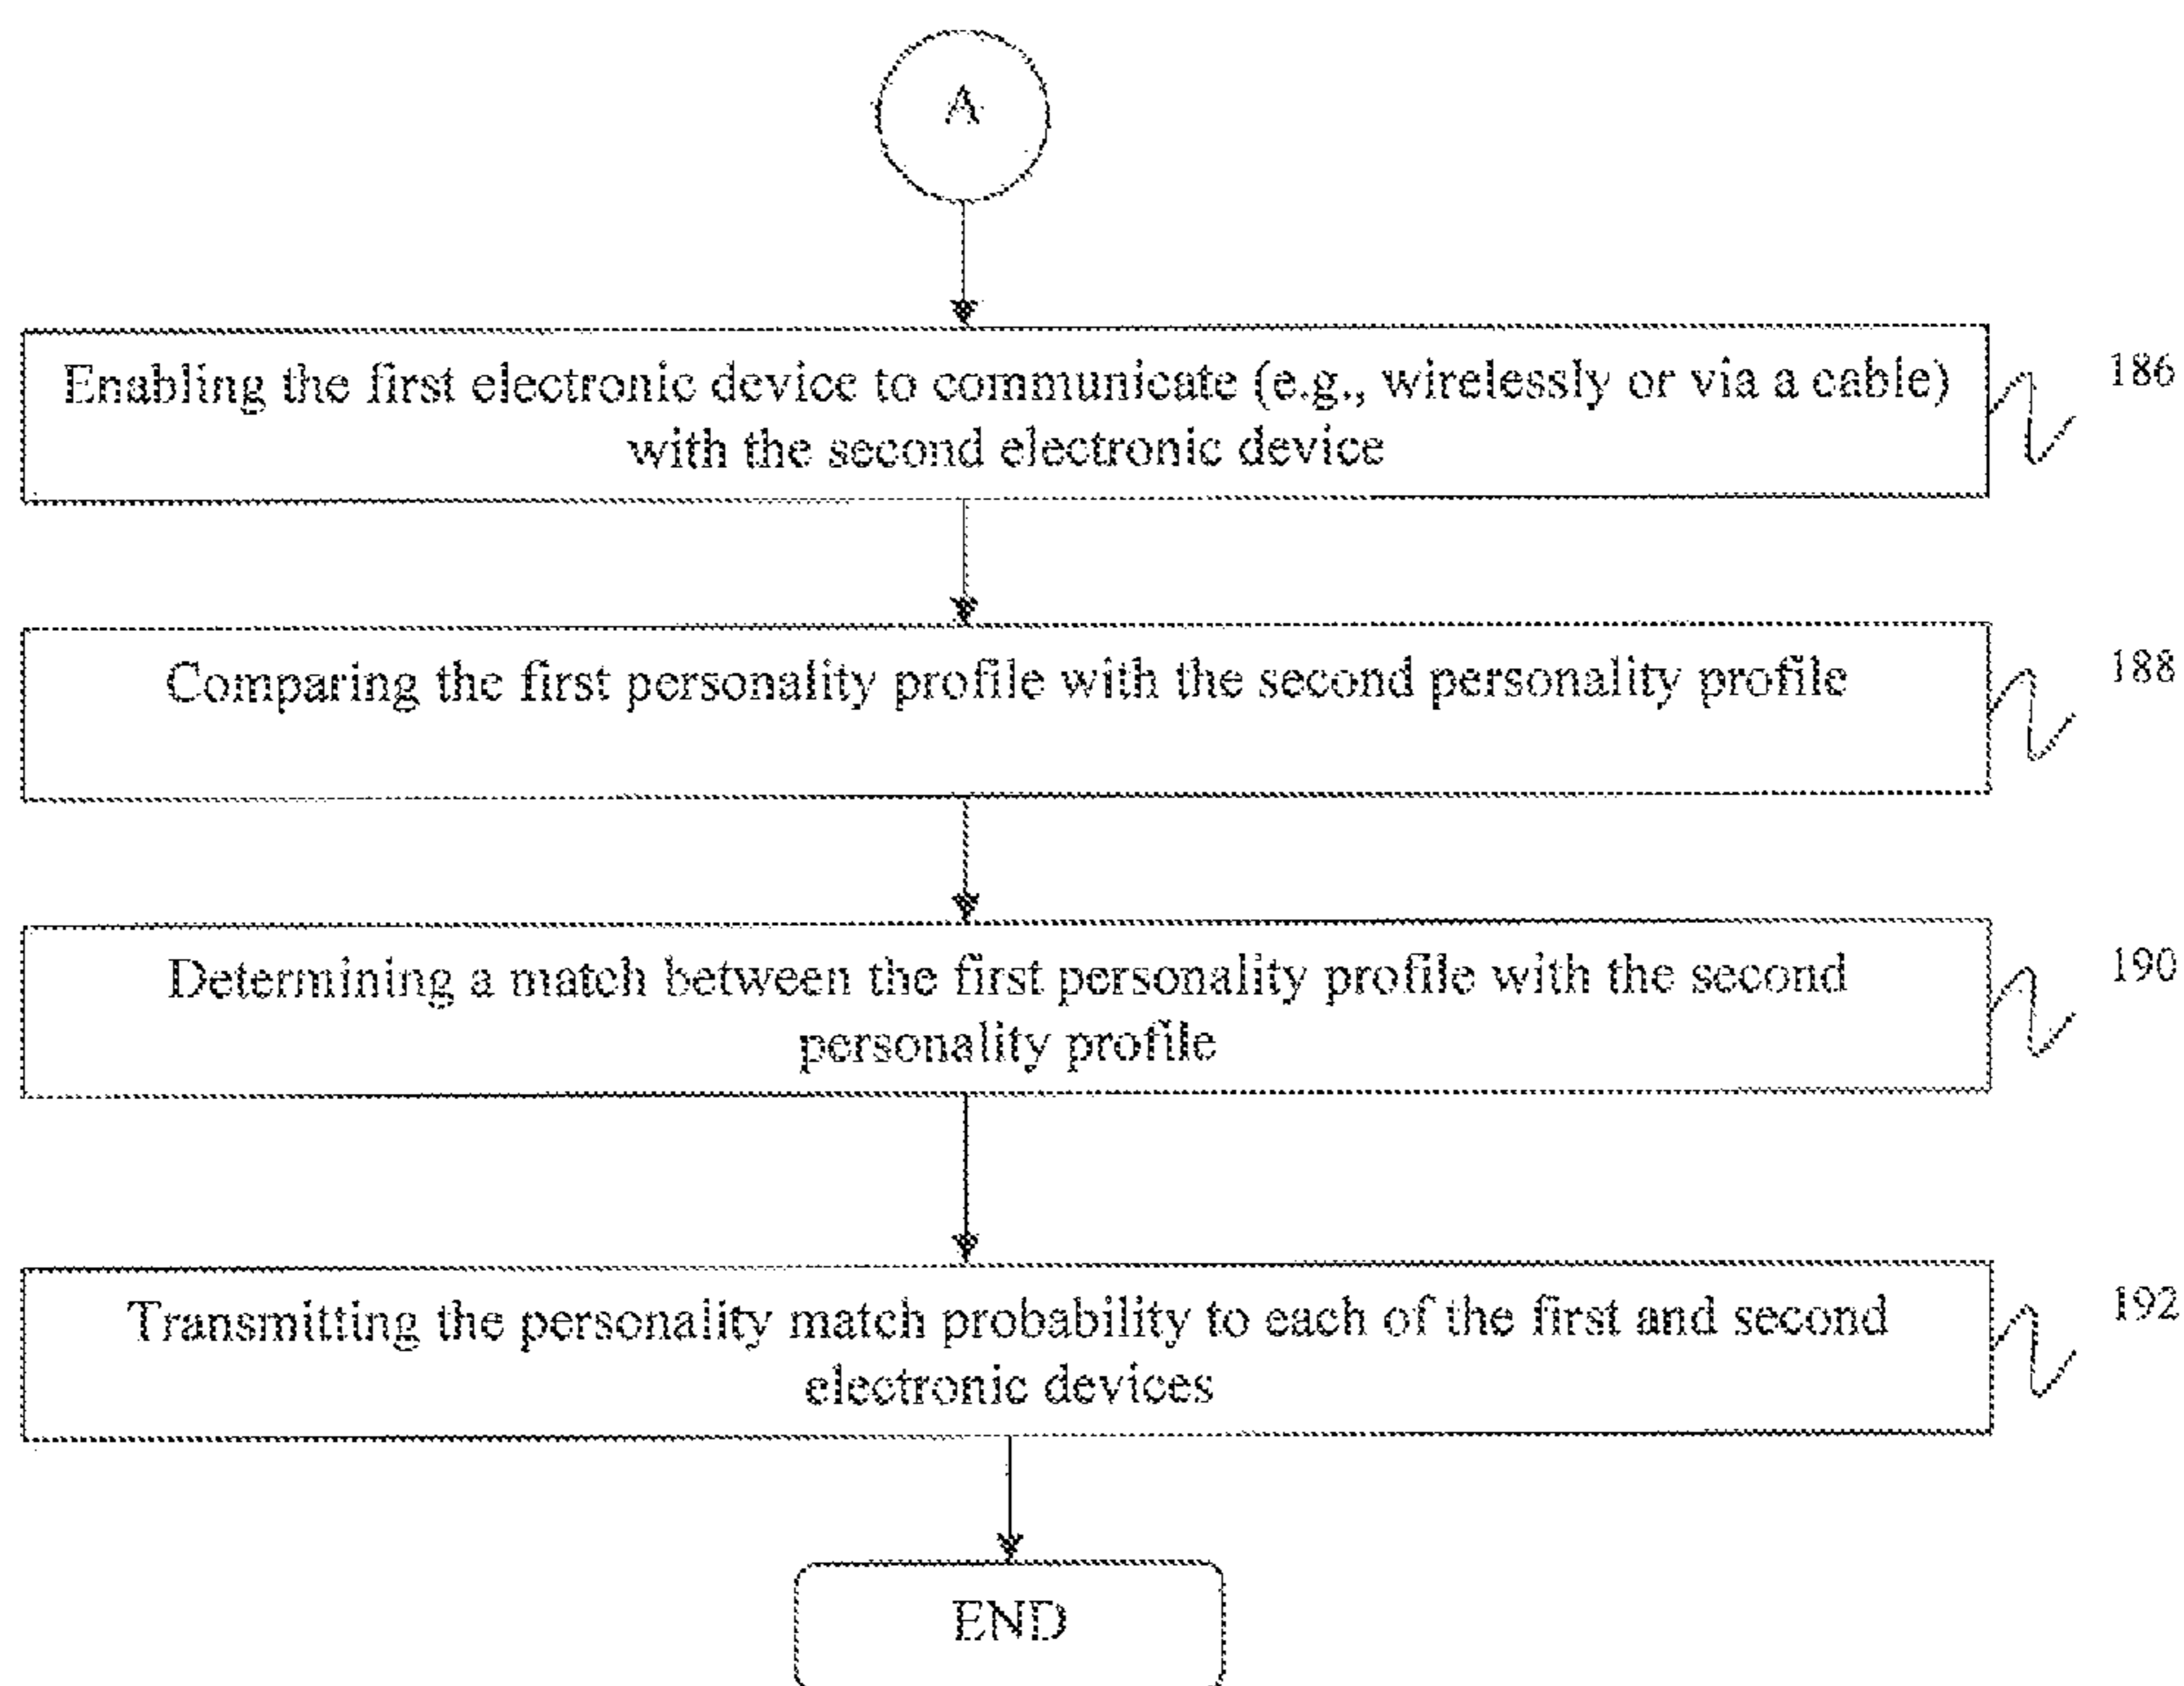 A
Enabling the first electronic device to communicate (e.g., wirelessly or via a cable)
with the second electronic device
186
Comparing the first personality profile with the second personality profile
188
Determining a match between the first personality profile with the second
personality profile
190
Transmitting the personality match probability to each of the first and second
electronic devices
192
END